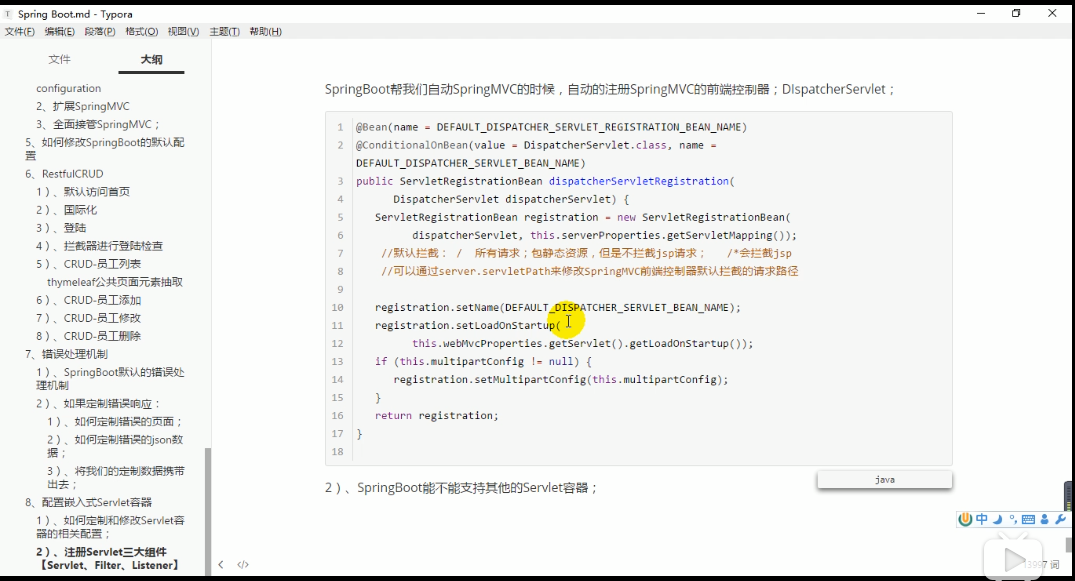 Spring Boot.md - Typora
文件(F) 编辑(E) 段落(P) 格式(O) 视图(V) 主题(T) 帮助(H)
文件 大纲
configuration
2、扩展SpringMVC
3、全面接管SpringMVC；
5、如何修改SpringBoot的默认配
置
6、RestfulCRUD
1）、默认访问首页
2）、国际化
3）、登陆
4）、拦截器进行登陆检查
5）、CRUD-员工列表
thymeleaf公共页面元素抽取
6）、CRUD-员工添加
7）、CRUD-员工修改
8）、CRUD-员工删除
7、错误处理机制
1）、SpringBoot默认的错误处
理机制
2）、如果定制错误响应：
1）、如何定制错误的页面；
2）、如何定制错误的json数
据；
3）、将我们的定制数据携带
出去；
8、配置嵌入式Servlet容器
1）、如何定制和修改Servlet容
器的相关配置；
2）、注册Servlet三大组件
【Servlet、Filter、Listener】
SpringBoot帮我们自动SpringMVC的时候，自动的注册SpringMVC的前端控制器；DIspatcherServlet；
1 @Bean(name = DEFAULT_DISPATCHER_SERVLET_REGISTRATION_BEAN_NAME)
2 @ConditionalOnBean(value = DispatcherServlet.class, name =
DEFAULT_DISPATCHER_SERVLET_BEAN_NAME)
3 public ServletRegistrationBean dispatcherServletRegistration(
4 DispatcherServlet dispatcherServlet) {
5 ServletRegistrationBean registration = new ServletRegistrationBean(
6 dispatcherServlet, this.serverProperties.getServletMapping());
7 //默认拦截： / 所有请求；包静态资源，但是不拦截jsp请求； /*会拦截jsp
8 //可以通过server.servletPath来修改SpringMVC前端控制器默认拦截的请求路径
9
10 registration.setName(DEFAULT_DISPATCHER_SERVLET_BEAN_NAME);
11 registration.setLoadOnStartup(
12 this.webMvcProperties.getServlet().getLoadOnStartup());
13 if (this.multipartConfig != null) {
14 registration.setMultipartConfig(this.multipartConfig);
15 }
16 return registration;
17 }
18
java
2）、SpringBoot能不能支持其他的Servlet容器；
中
13997 词